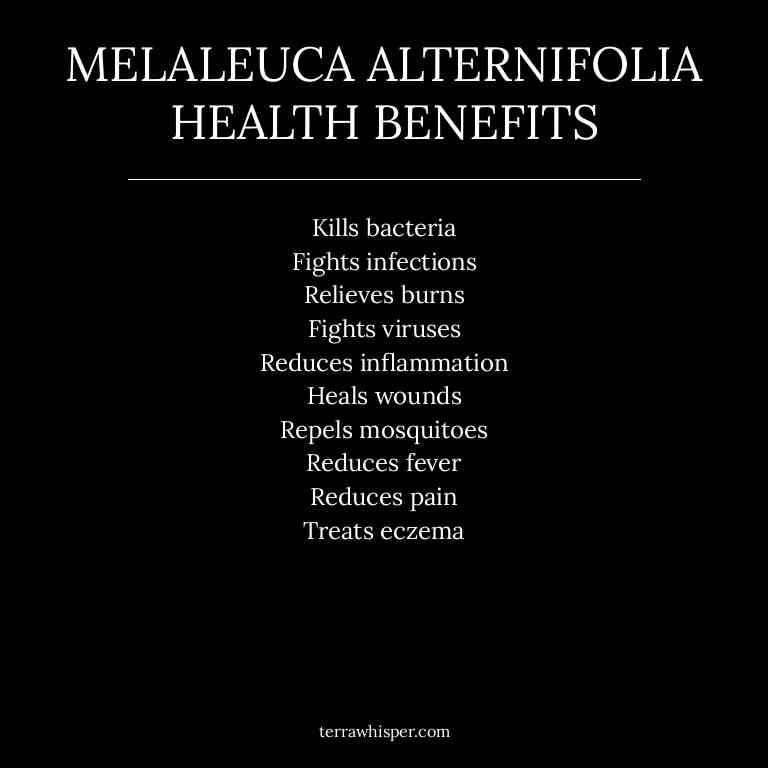 MELALEUCA ALTERNIFOLIA
HEALTH BENEFITS
Kills bacteria
Fights infections
Relieves burns
Fights viruses
Reduces inflammation
Heals wounds
Repels mosquitoes
Reduces fever
Reduces pain
Treats eczema
terrawhisper.com